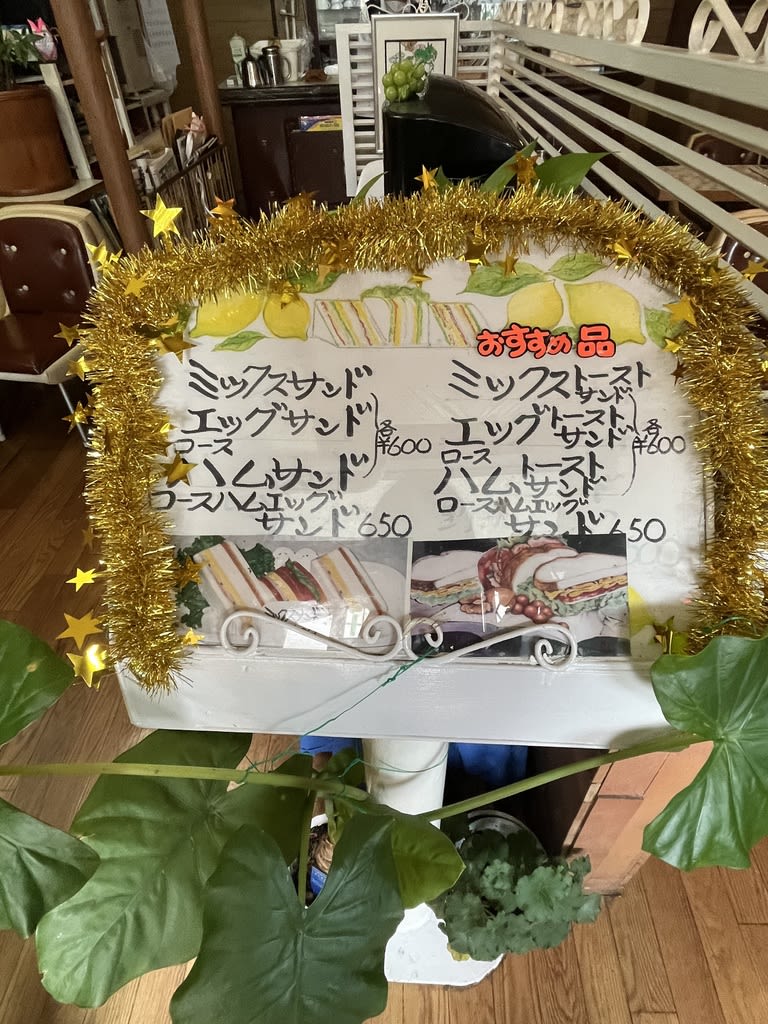 おすすめ品
ミックスサンド
エッグサンド
ロース
ハムサンド
各
¥600
ロースハムエッグ
サンド 650
ミックストースト
サンド
エッグトースト
サンド
ロース
ハムトースト
サンド
各
¥600
ロースハムエッグ
サンド 650